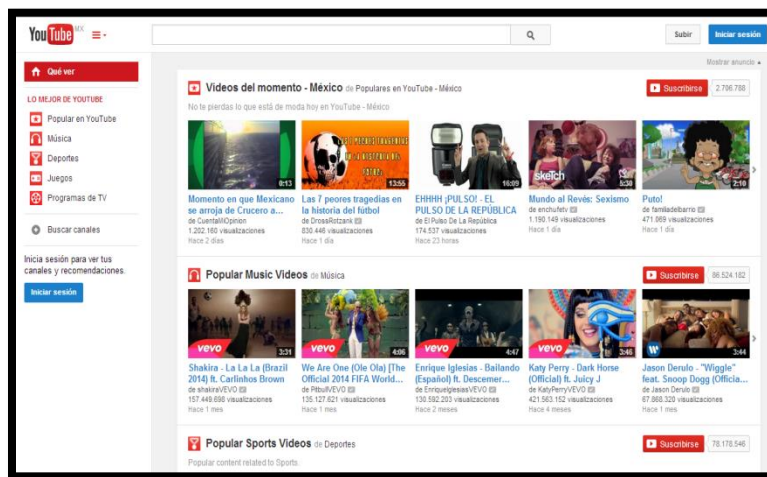 YouTube MX
Subir
Iniciar sesión
Mostrar anuncio
Qué ver
LO MEJOR DE YOUTUBE
Popular en YouTube
Música
Deportes
Juegos
Programas de TV
Buscar canales
Inicia sesión para ver tus
canales y recomendaciones.
Iniciar sesión
Videos del momento - México de Populares en YouTube - México
Suscribirse 2.796.788
No te pierdas lo que está de moda hoy en YouTube - México
0:13
13:55
16:09
skeTch
5:30
2:10
Momento en que Mexicano
se arroja de Crucero a...
de CuentaMiOpinion
1.202.160 visualizaciones
Hace 2 días
Las 7 peores tragedias en
la historia del fútbol
de DrossRotzank
830.446 visualizaciones
Hace 1 día
EHHHH ¡PULSO! - EL
PULSO DE LA REPÚBLICA
de El Pulso De La República
174.537 visualizaciones
Hace 23 horas
Mundo al Revés: Sexismo
de enchufetv
1.190.149 visualizaciones
Hace 1 día
Puto!
de familiadelbarrio
471.069 visualizaciones
Hace 1 día
Popular Music Videos de Música
Suscribirse 86.524.182
vevo
3:31
vevo
4:06
vevo
4:47
vevo
3:46
3:44
Shakira - La La La (Brazil
2014) ft. Carlinhos Brown
de shakiraVEVO
157.449.698 visualizaciones
Hace 1 mes
We Are One (Ole Ola) [The
Official 2014 FIFA World...
de PitbullVEVO
135.127.621 visualizaciones
Hace 1 mes
Enrique Iglesias - Bailando
(Español) ft. Descemer...
de EnriqueIglesiasVEVO
130.592.203 visualizaciones
Hace 2 meses
Katy Perry - Dark Horse
(Official) ft. Juicy J
de KatyPerryVEVO
421.563.152 visualizaciones
Hace 4 meses
Jason Derulo - "Wiggle"
feat. Snoop Dogg (Officia...
de Jason Derulo
67.868.320 visualizaciones
Hace 1 mes
Popular Sports Videos de Deportes
Suscribirse 78.178.546
Popular content related to Sports.